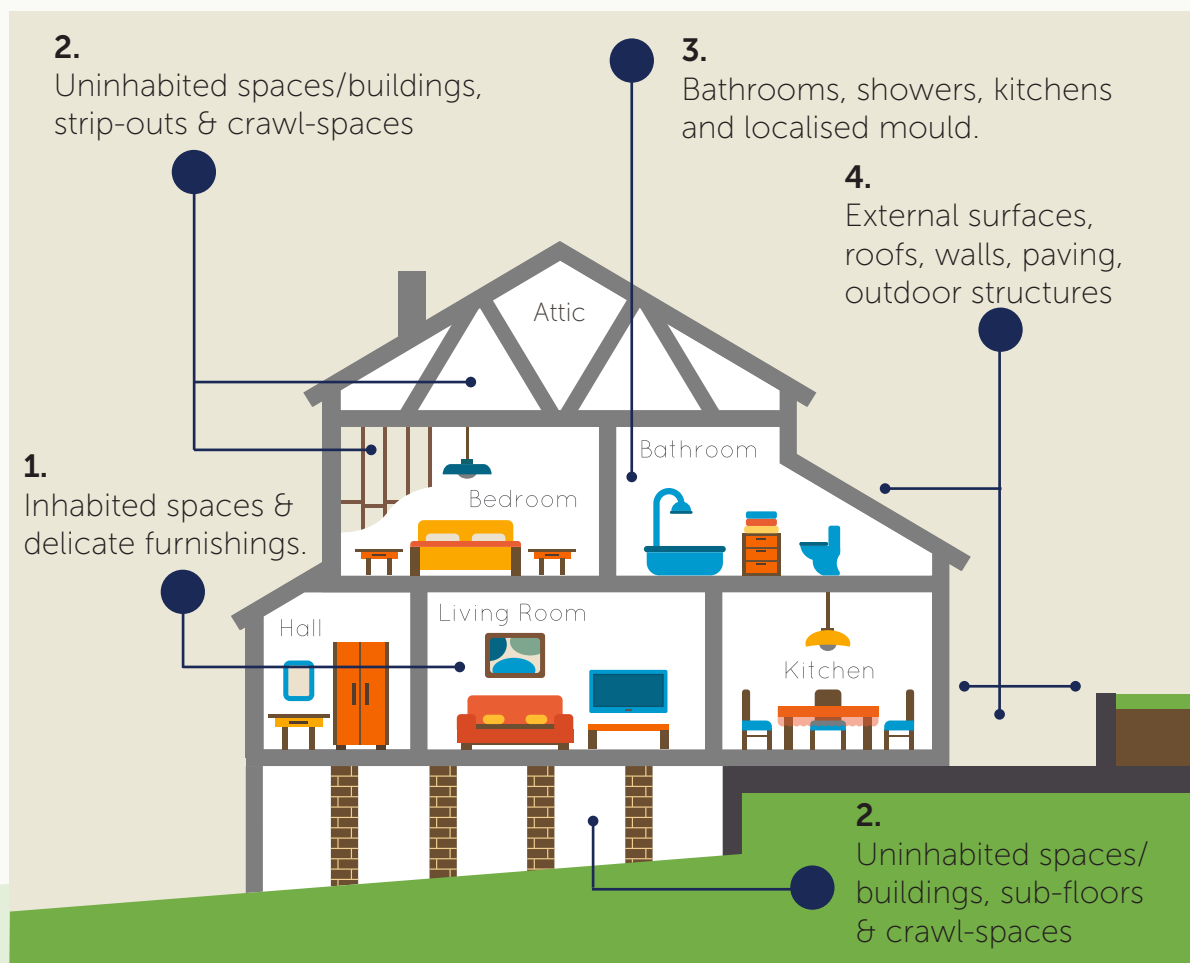 2.
Uninhabited spaces/buildings,
strip-outs & crawl-spaces
3.
Bathrooms, showers, kitchens
and localised mould.
4.
External surfaces,
roofs, walls, paving,
outdoor structures
Attic
1.
Inhabited spaces &
delicate furnishings.
Bedroom
Bathroom
Hall
Living Room
Kitchen
2.
Uninhabited spaces/
buildings, sub-floors
& crawl-spaces